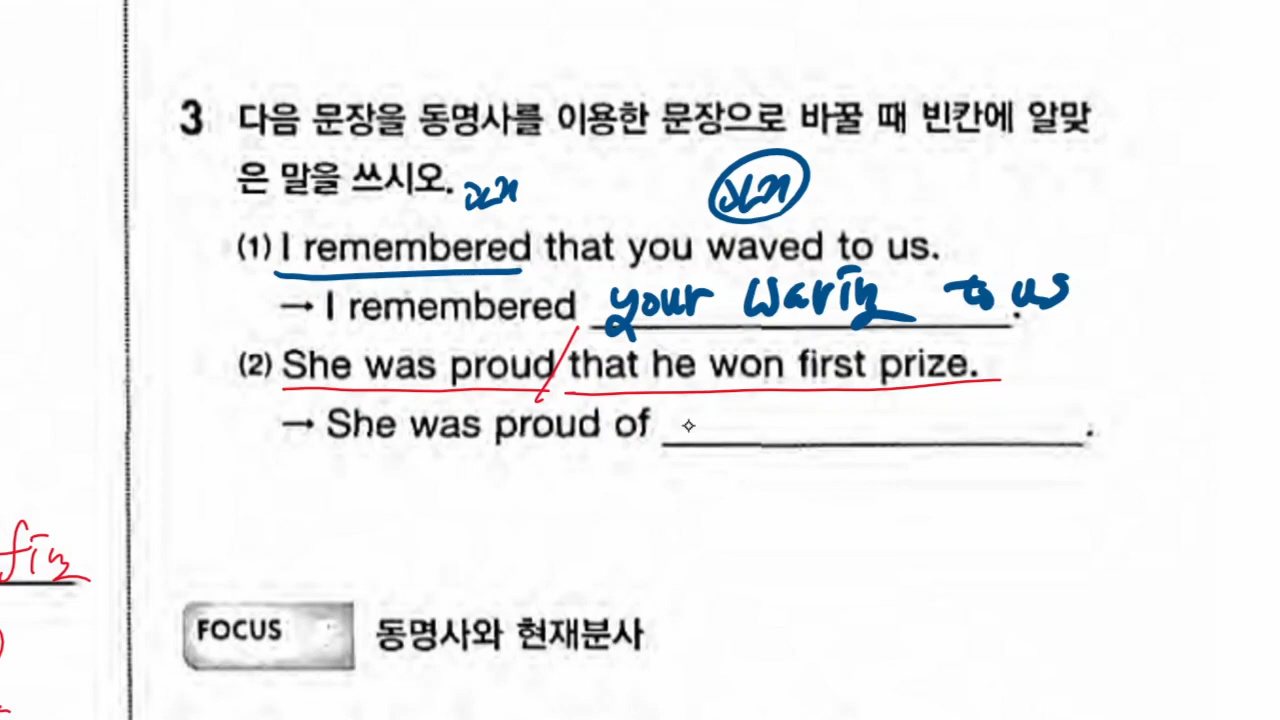 3 다음 문장을 동명사를 이용한 문장으로 바꿀 때 빈칸에 알맞
은 말을 쓰시오.
(1) I remembered that you waved to us.
→ I remembered your waving to us.
(2) She was proud that he won first prize.
→ She was proud of ____.
FOCUS 동명사와 현재분사